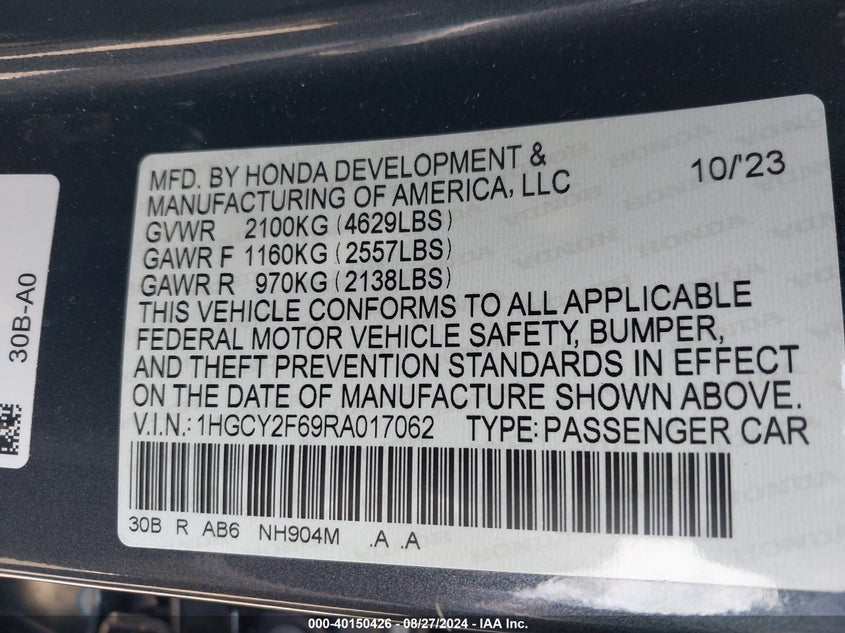 MFD. BY HONDA DEVELOPMENT &
MANUFACTURING OF AMERICA, LLC
10/'23
GVWR 2100KG (4629LBS)
GAWR F 1160KG (2557LBS)
GAWR R 970KG (2138LBS)
THIS VEHICLE CONFORMS TO ALL APPLICABLE
FEDERAL MOTOR VEHICLE SAFETY, BUMPER,
AND THEFT PREVENTION STANDARDS IN EFFECT
ON THE DATE OF MANUFACTURE SHOWN ABOVE.
V.I.N.: 1HGCY2F69RA017062 TYPE: PASSENGER CAR
30B R AB6 NH904M .A .A
30B-A0
000-40150426 - 08/27/2024 - IAA Inc.